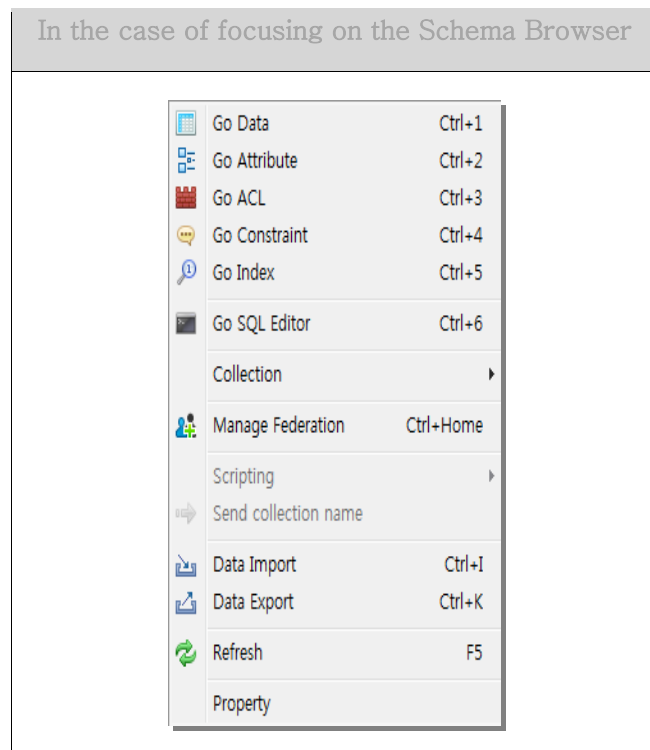 In the case of focusing on the Schema Browser
Go Data Ctrl+1
Go Attribute Ctrl+2
Go ACL Ctrl+3
Go Constraint Ctrl+4
Go Index Ctrl+5
Go SQL Editor Ctrl+6
Collection
Manage Federation Ctrl+Home
Scripting
Send collection name
Data Import Ctrl+I
Data Export Ctrl+K
Refresh F5
Property